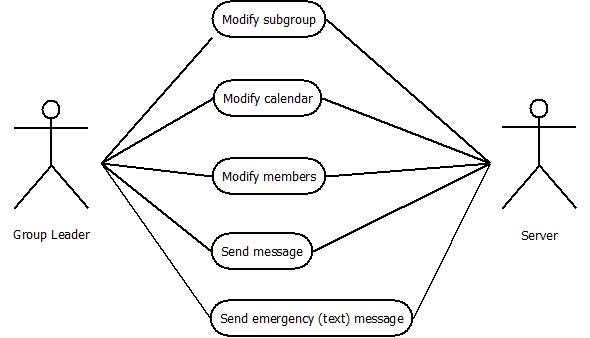 Modify subgroup
Modify calendar
Modify members
Group Leader
Server
Send message
Send emergency (text) message